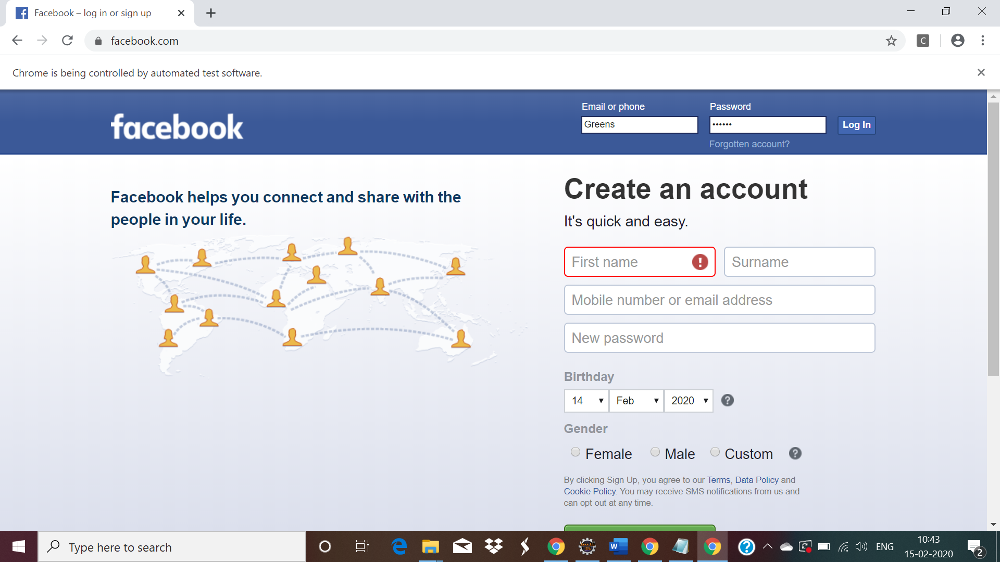 Facebook – log in or sign up
facebook.com
C
Chrome is being controlled by automated test software.
facebook
Email or phone
Password
Greens
••••••
Log In
Forgotten account?
Facebook helps you connect and share with the
people in your life.
Create an account
It's quick and easy.
First name
Surname
Mobile number or email address
New password
Birthday
14 Feb 2020
Gender
Female Male Custom
By clicking Sign Up, you agree to our Terms, Data Policy and
Cookie Policy. You may receive SMS notifications from us and
can opt out at any time.
Type here to search
Java EE
IDE
W
ENG
10:43
15-02-2020
2